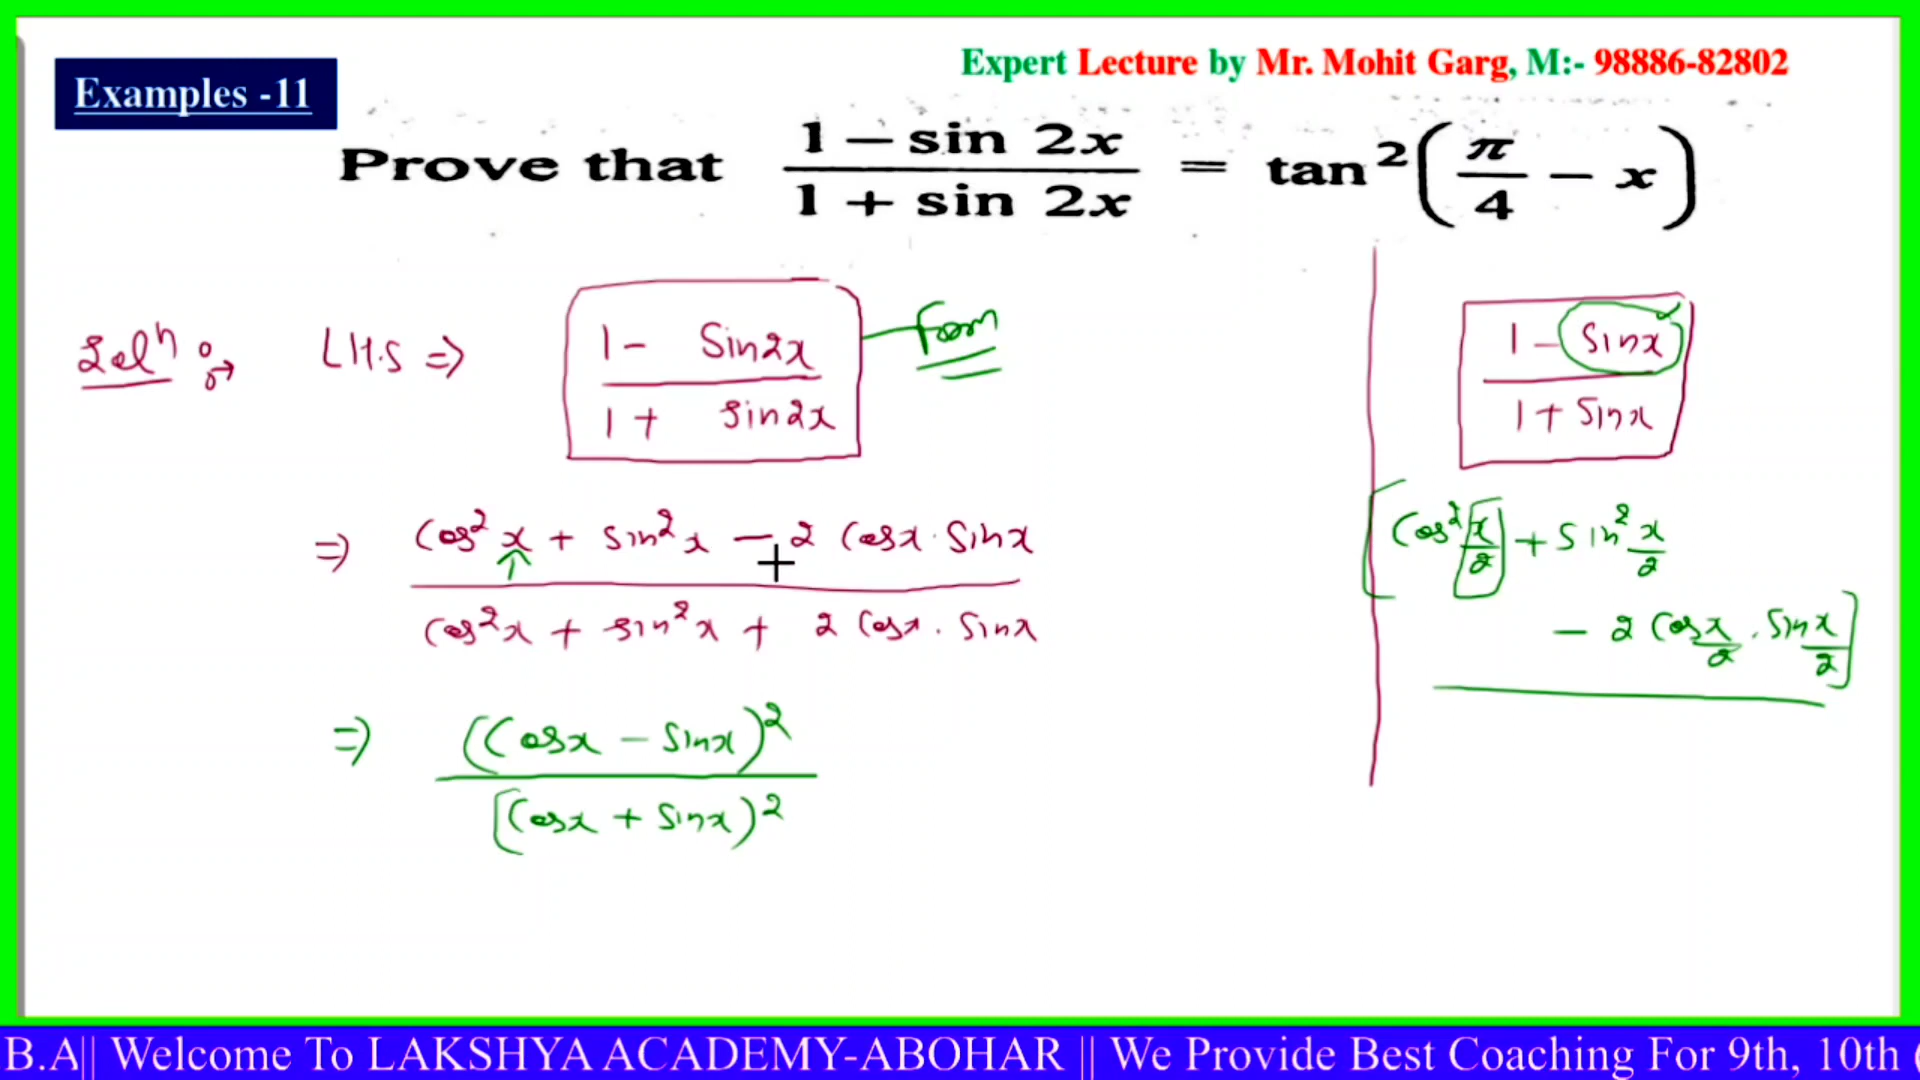 Expert Lecture by Mr. Mohit Garg, M:- 98886-82802
Examples -11
Prove that (1 − sin 2x)/(1 + sin 2x) = tan²(π/4 − x)
Solⁿ :→ L.H.S ⇒ (1 − Sin2x)/(1 + Sin2x)
Form
⇒ (Cos²x + Sin²x − 2 Cosx · Sinx)/(Cos²x + Sin²x + 2 Cosx . Sinx)
⇒ ((Cosx − Sinx)²)/([(Cosx + Sinx)²)
(1 − Sinx)/(1 + Sinx)
[Cos² x/2 + Sin² x/2
− 2 Cos x/2 . Sin x/2]
B.A|| Welcome To LAKSHYA ACADEMY-ABOHAR || We Provide Best Coaching For 9th, 10th (